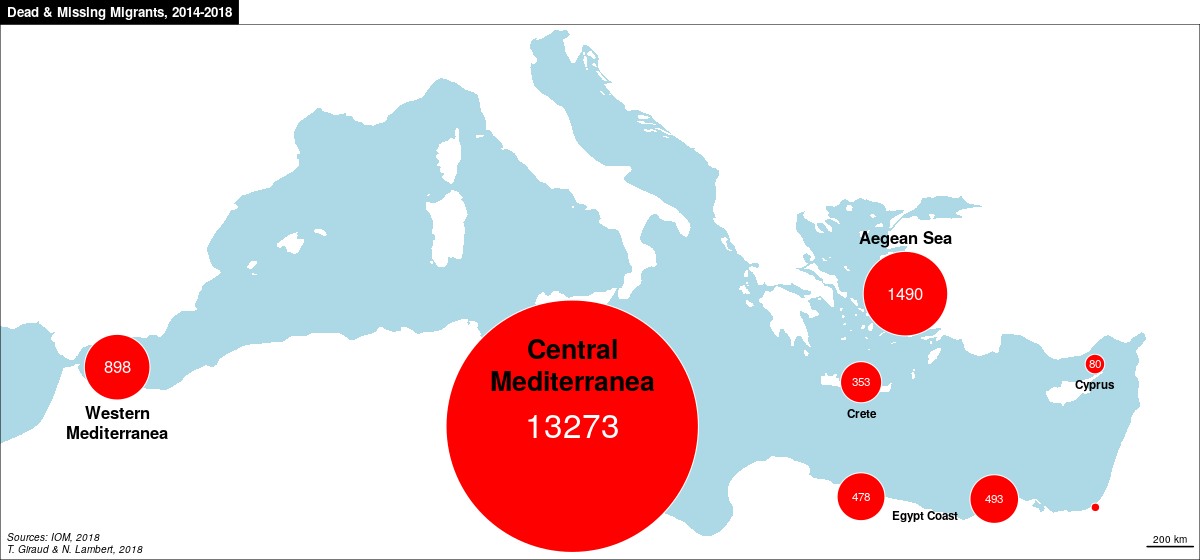 Dead & Missing Migrants, 2014-2018
Aegean Sea
1490
Central
Mediterranea
13273
898
Western
Mediterranea
353
Crete
80
Cyprus
478
Egypt Coast
493
Sources: IOM, 2018
T. Giraud & N. Lambert, 2018
200 km